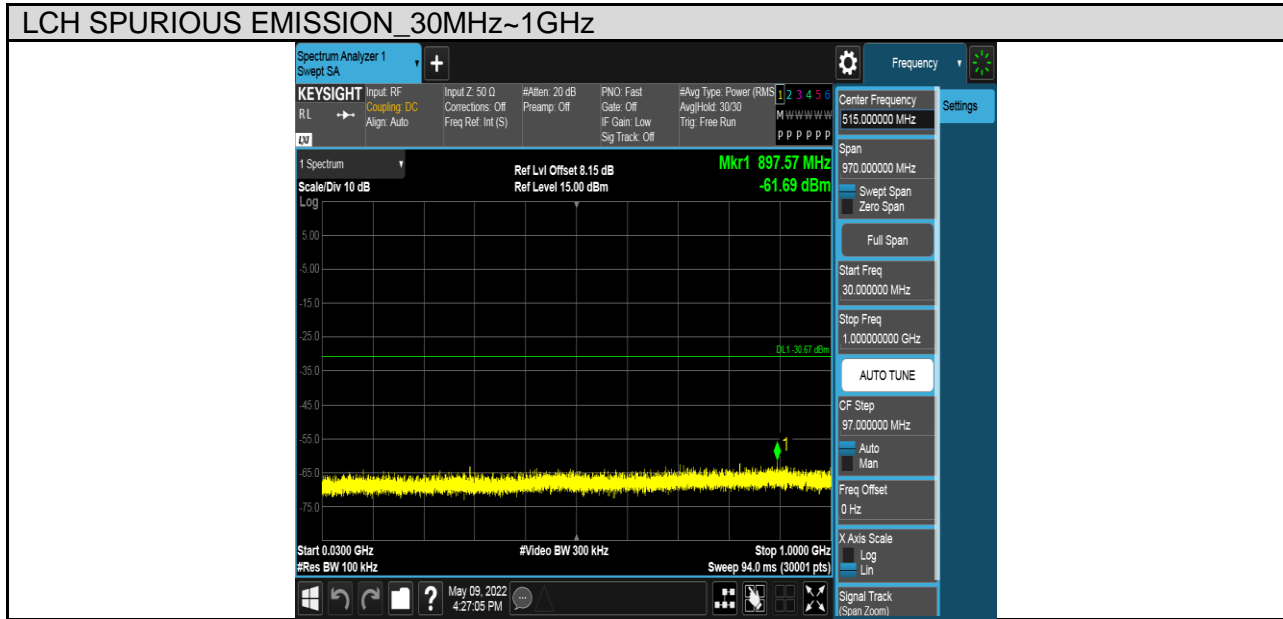 LCH SPURIOUS EMISSION_30MHz~1GHz
Spectrum Analyzer 1
Swept SA
+
Frequency
KEYSIGHT
RL
LXI
Input: RF
Coupling: DC
Align: Auto
Input Z: 50 Ω
Corrections: Off
Freq Ref: Int (S)
#Atten: 20 dB
Preamp: Off
PNO: Fast
Gate: Off
IF Gain: Low
Sig Track: Off
#Avg Type: Power (RMS
Avg|Hold: 30/30
Trig: Free Run
1 2 3 4 5 6
M W W W W W
P P P P P P
1 Spectrum
Scale/Div 10 dB
Log
Ref Lvl Offset 8.15 dB
Ref Level 15.00 dBm
Mkr1 897.57 MHz
-61.69 dBm
5.00
-5.00
-15.0
-25.0
DL1 -30.67 dBm
-35.0
-45.0
-55.0
1
-65.0
-75.0
Start 0.0300 GHz
#Res BW 100 kHz
#Video BW 300 kHz
Stop 1.0000 GHz
Sweep 94.0 ms (30001 pts)
?
May 09, 2022
4:27:05 PM
Center Frequency
515.000000 MHz
Settings
Span
970.000000 MHz
Swept Span
Zero Span
Full Span
Start Freq
30.000000 MHz
Stop Freq
1.000000000 GHz
AUTO TUNE
CF Step
97.000000 MHz
Auto
Man
Freq Offset
0 Hz
X Axis Scale
Log
Lin
Signal Track
(Span Zoom)